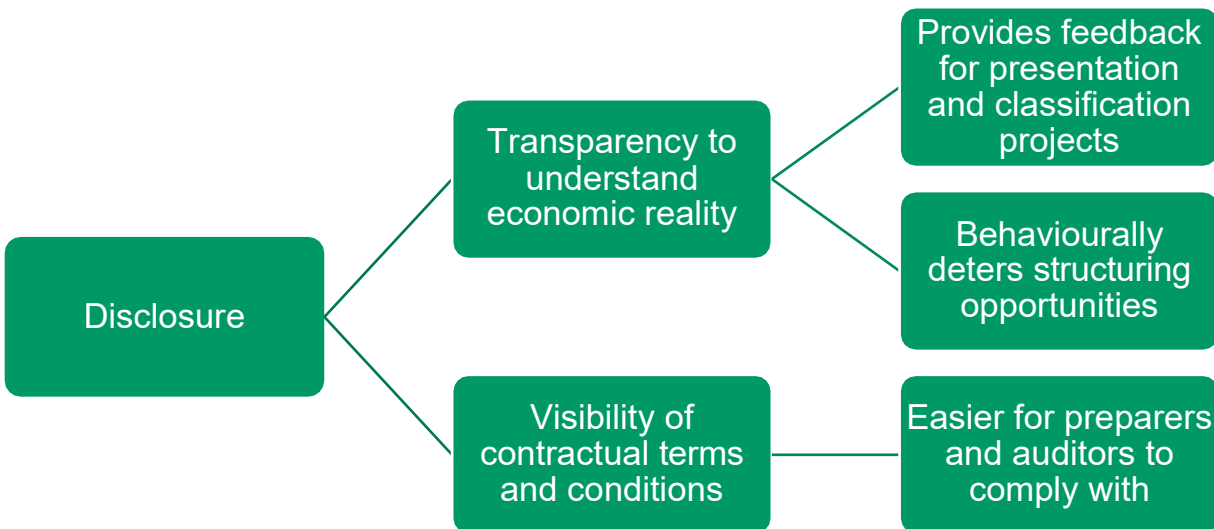 Disclosure
Transparency to
understand
economic reality
Provides feedback
for presentation
and classification
projects
Behaviourally
deters structuring
opportunities
Visibility of
contractual terms
and conditions
Easier for preparers
and auditors to
comply with